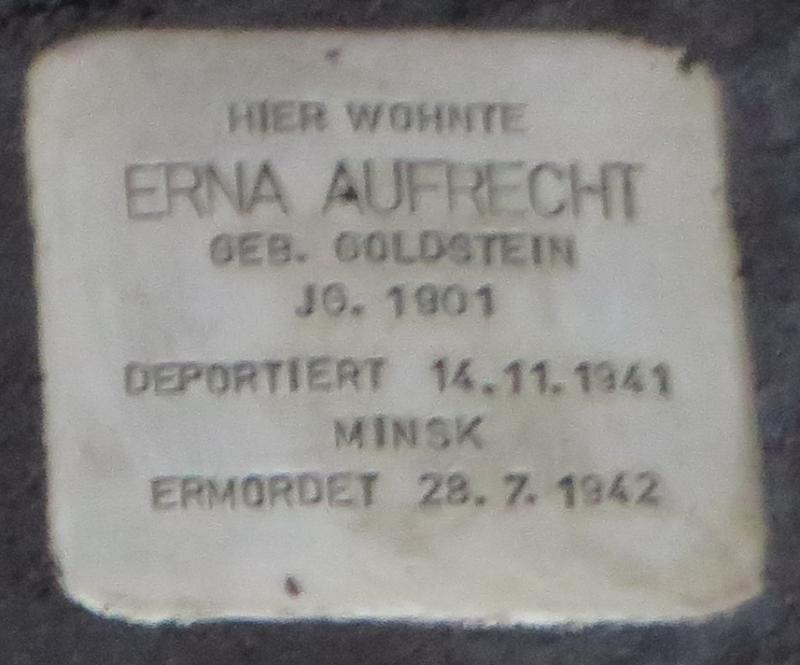 HIER WOHNTE
ERNA AUFRECHT
GEB. GOLDSTEIN
JG. 1901
DEPORTIERT 14.11.1941
MINSK
ERMORDET 28.7.1942